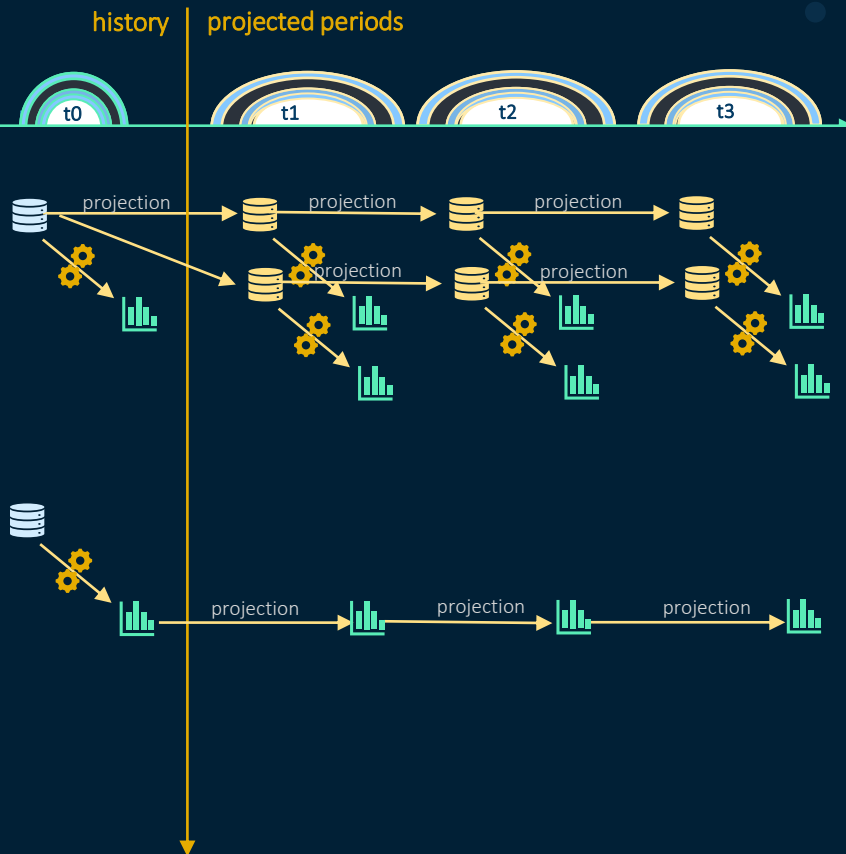 history
projected periods
t0
t1
t2
t3
projection
projection
projection
projection
projection
projection
projection
projection